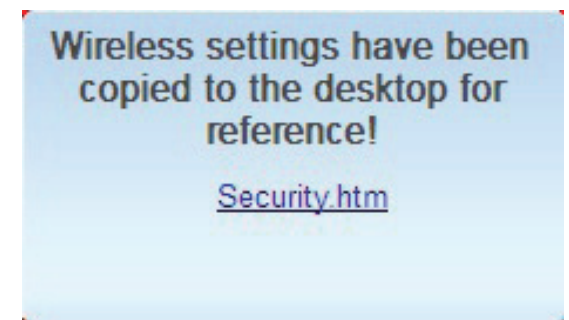 Wireless settings have been
copied to the desktop for
reference!
Security.htm